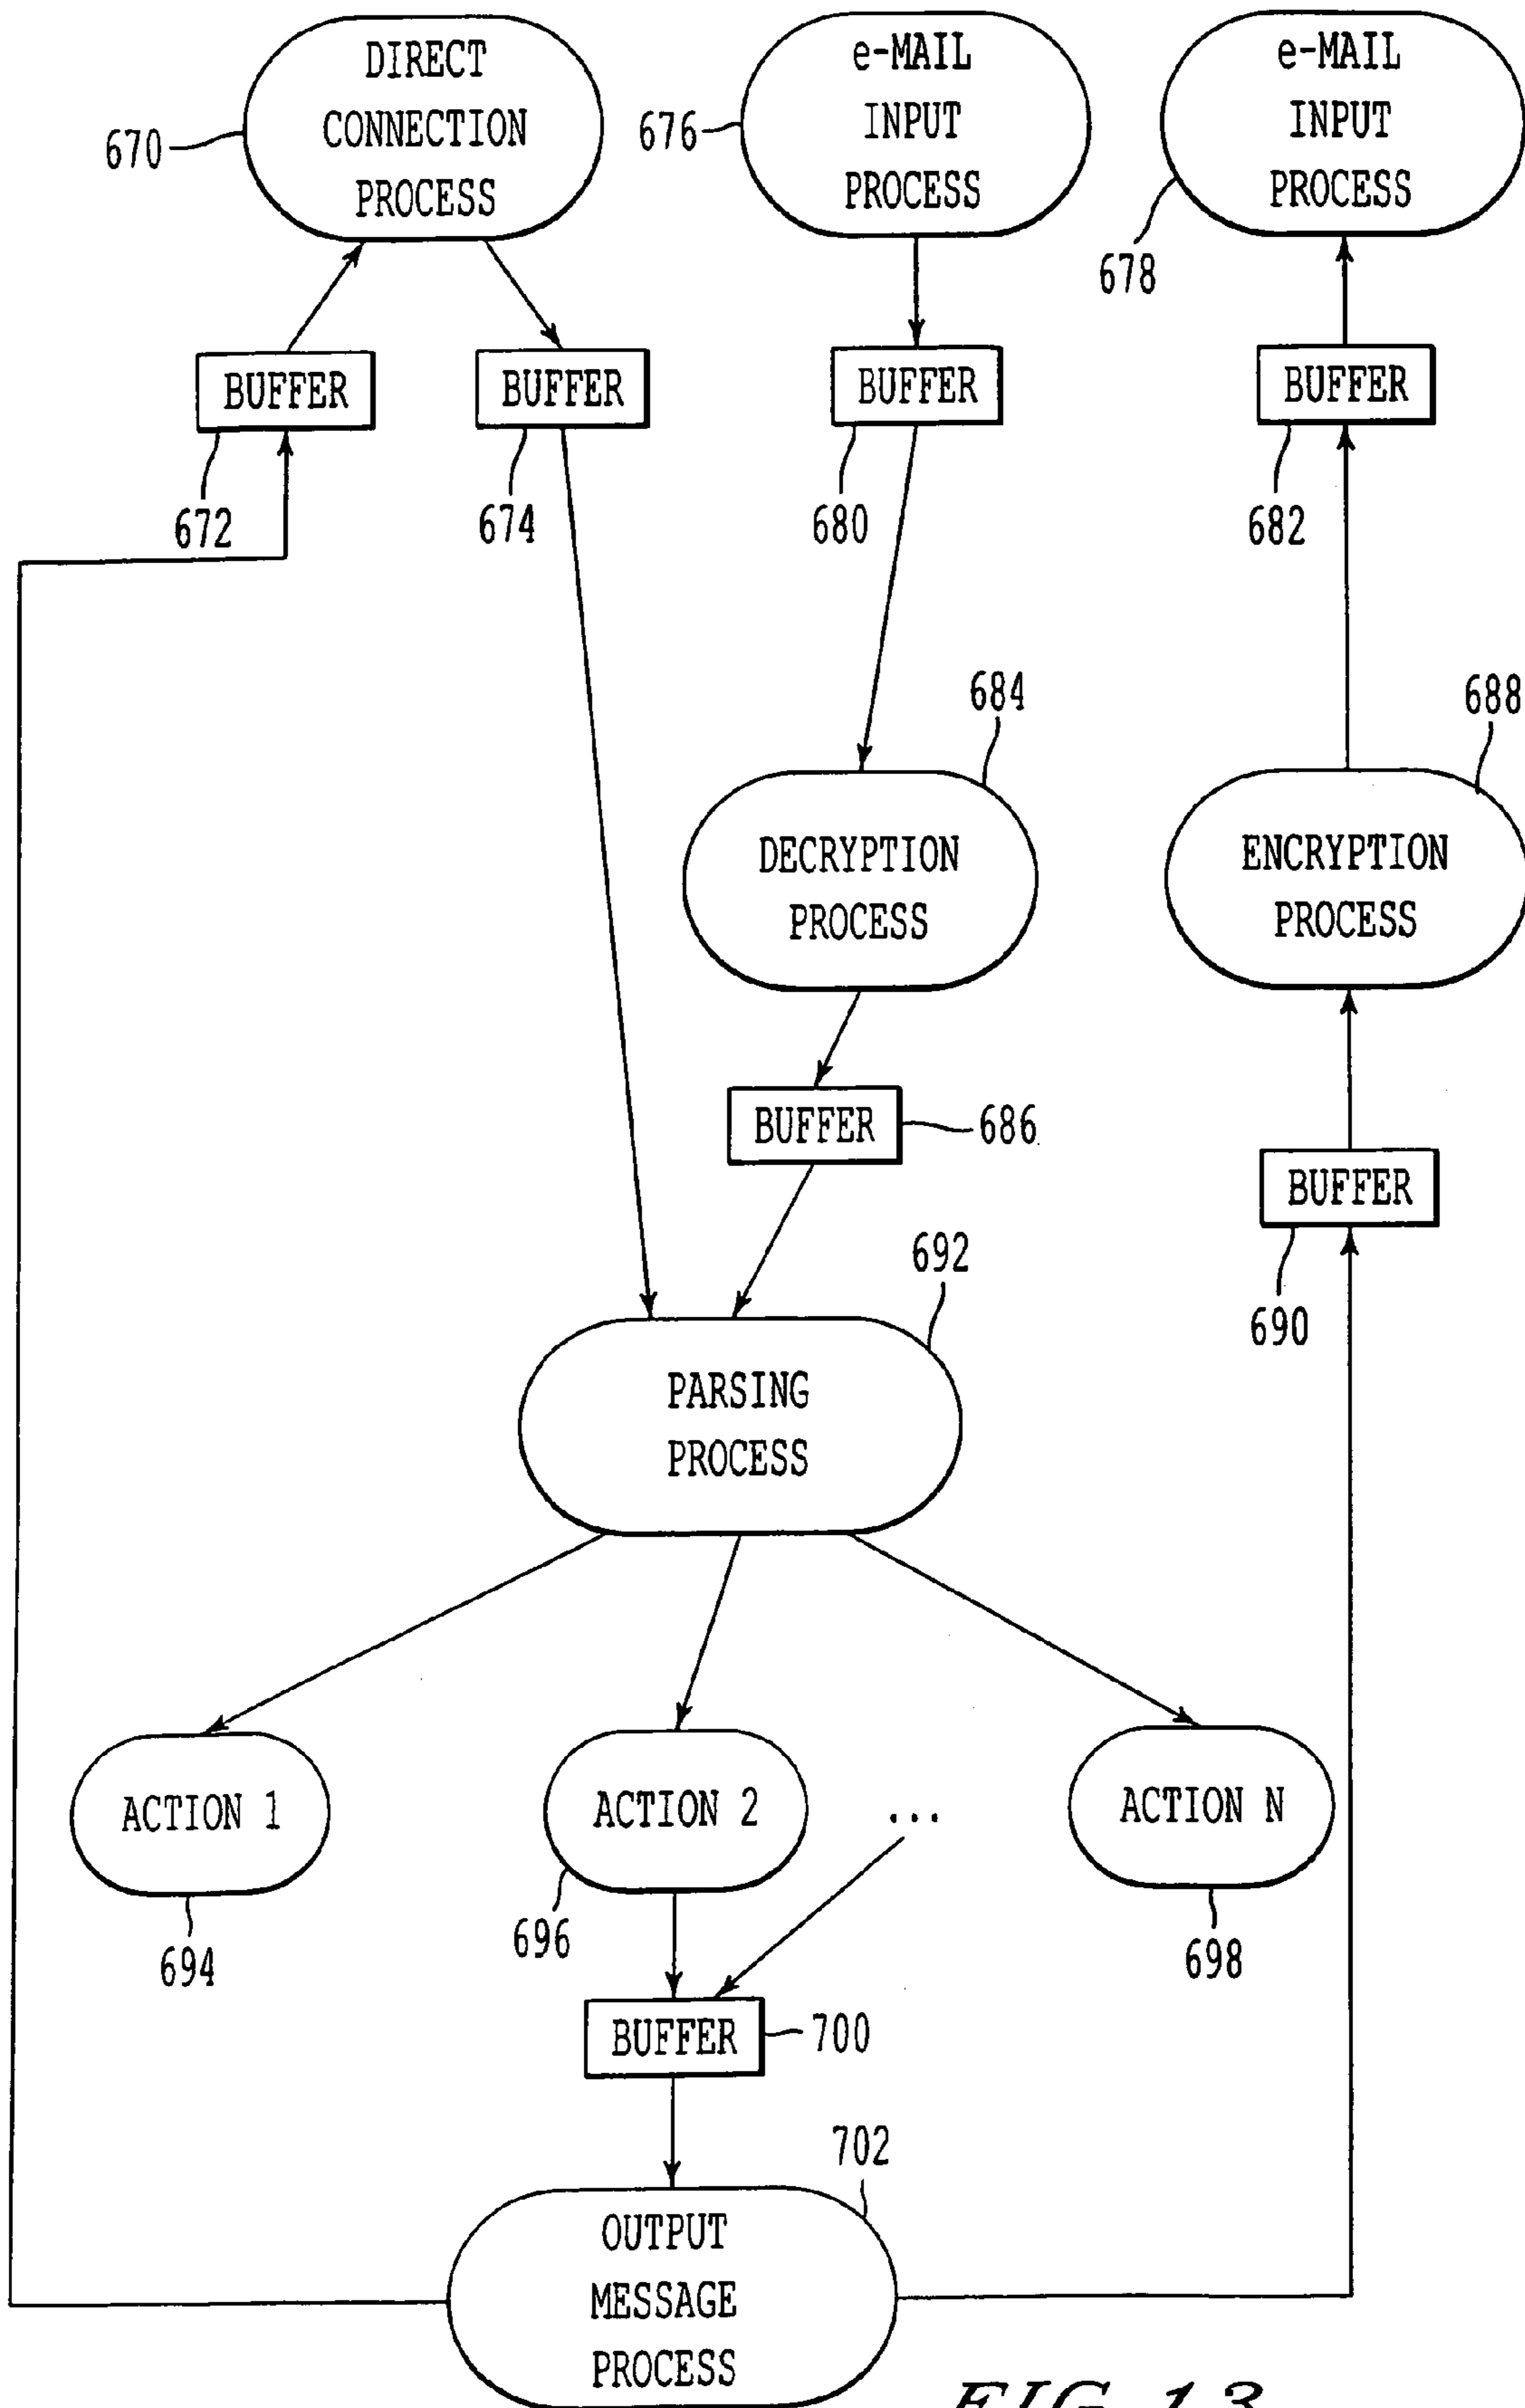 DIRECT
CONNECTION
PROCESS
670
e-MAIL
INPUT
PROCESS
676
e-MAIL
INPUT
PROCESS
678
BUFFER
672
BUFFER
674
BUFFER
680
BUFFER
682
684
DECRYPTION
PROCESS
688
ENCRYPTION
PROCESS
BUFFER
686
BUFFER
690
692
PARSING
PROCESS
ACTION 1
694
ACTION 2
696
...
ACTION N
698
BUFFER
700
702
OUTPUT
MESSAGE
PROCESS
FIG. 13